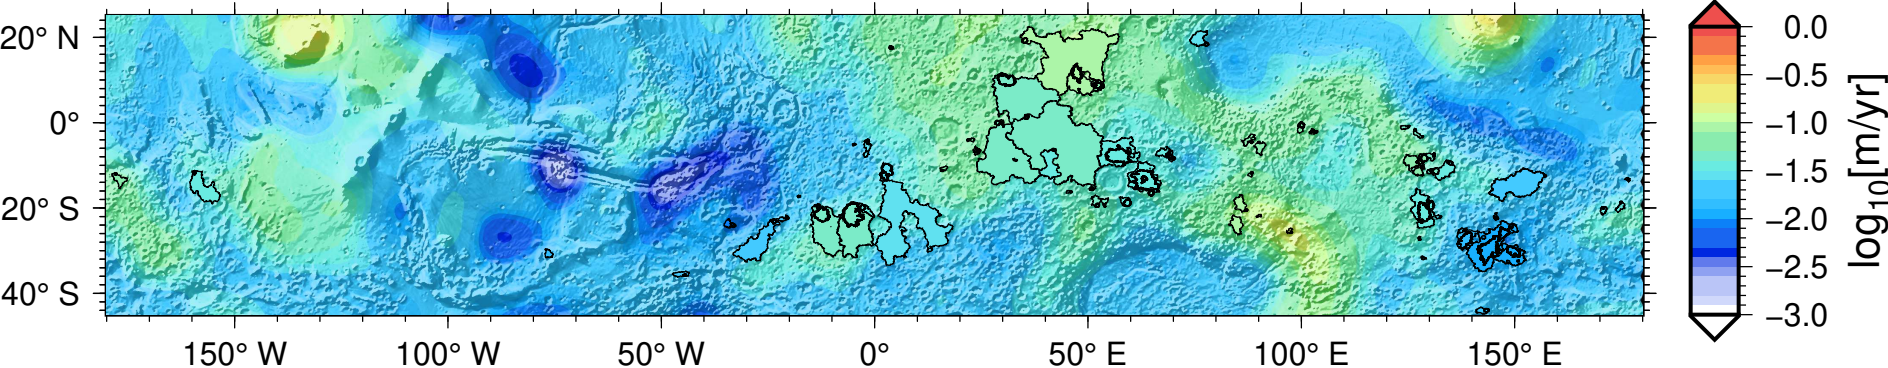 20° N
0°
20° S
40° S
150° W
100° W
50° W
0°
50° E
100° E
150° E
0.0
−0.5
−1.0
−1.5
−2.0
−2.5
−3.0
log10[m/yr]